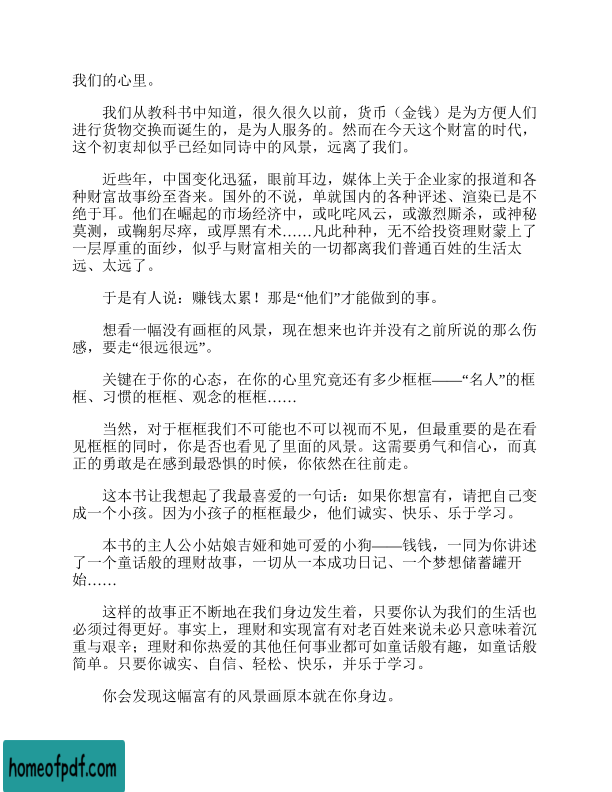 我们的心里。
我们从教科书中知道，很久很久以前，货币（金钱）是为方便人们
进行货物交换而诞生的，是为人服务的。然而在今天这个财富的时代，
这个初衷却似乎已经如同诗中的风景，远离了我们。
近些年，中国变化迅猛，眼前耳边，媒体上关于企业家的报道和各
种财富故事纷至沓来。国外的不说，单就国内的各种评述、渲染已是不
绝于耳。他们在崛起的市场经济中，或叱咤风云，或激烈厮杀，或神秘
莫测，或鞠躬尽瘁，或厚黑有术……凡此种种，无不给投资理财蒙上了
一层厚重的面纱，似乎与财富相关的一切都离我们普通百姓的生活太
远、太远了。
于是有人说：赚钱太累！那是“他们”才能做到的事。
想看一幅没有画框的风景，现在想来也许并没有之前所说的那么伤
感，要走“很远很远”。
关键在于你的心态，在你的心里究竟还有多少框框——“名人”的框
框、习惯的框框、观念的框框……
当然，对于框框我们不可能也不可以视而不见，但最重要的是在看
见框框的同时，你是否也看见了里面的风景。这需要勇气和信心，而真
正的勇敢是在感到最恐惧的时候，你依然在往前走。
这本书让我想起了我最喜爱的一句话：如果你想富有，请把自己变
成一个小孩。因为小孩子的框框最少，他们诚实、快乐、乐于学习。
本书的主人公小姑娘吉娅和她可爱的小狗——钱钱，一同为你讲述
了一个童话般的理财故事，一切从一本成功日记、一个梦想储蓄罐开
始……
这样的故事正不断地在我们身边发生着，只要你认为我们的生活也
必须过得更好。事实上，理财和实现富有对老百姓来说未必只意味着沉
重与艰辛；理财和你热爱的其他任何事业都可如童话般有趣，如童话般
简单。只要你诚实、自信、轻松、快乐，并乐于学习。
你会发现这幅富有的风景画原本就在你身边。
homeofpdf.com